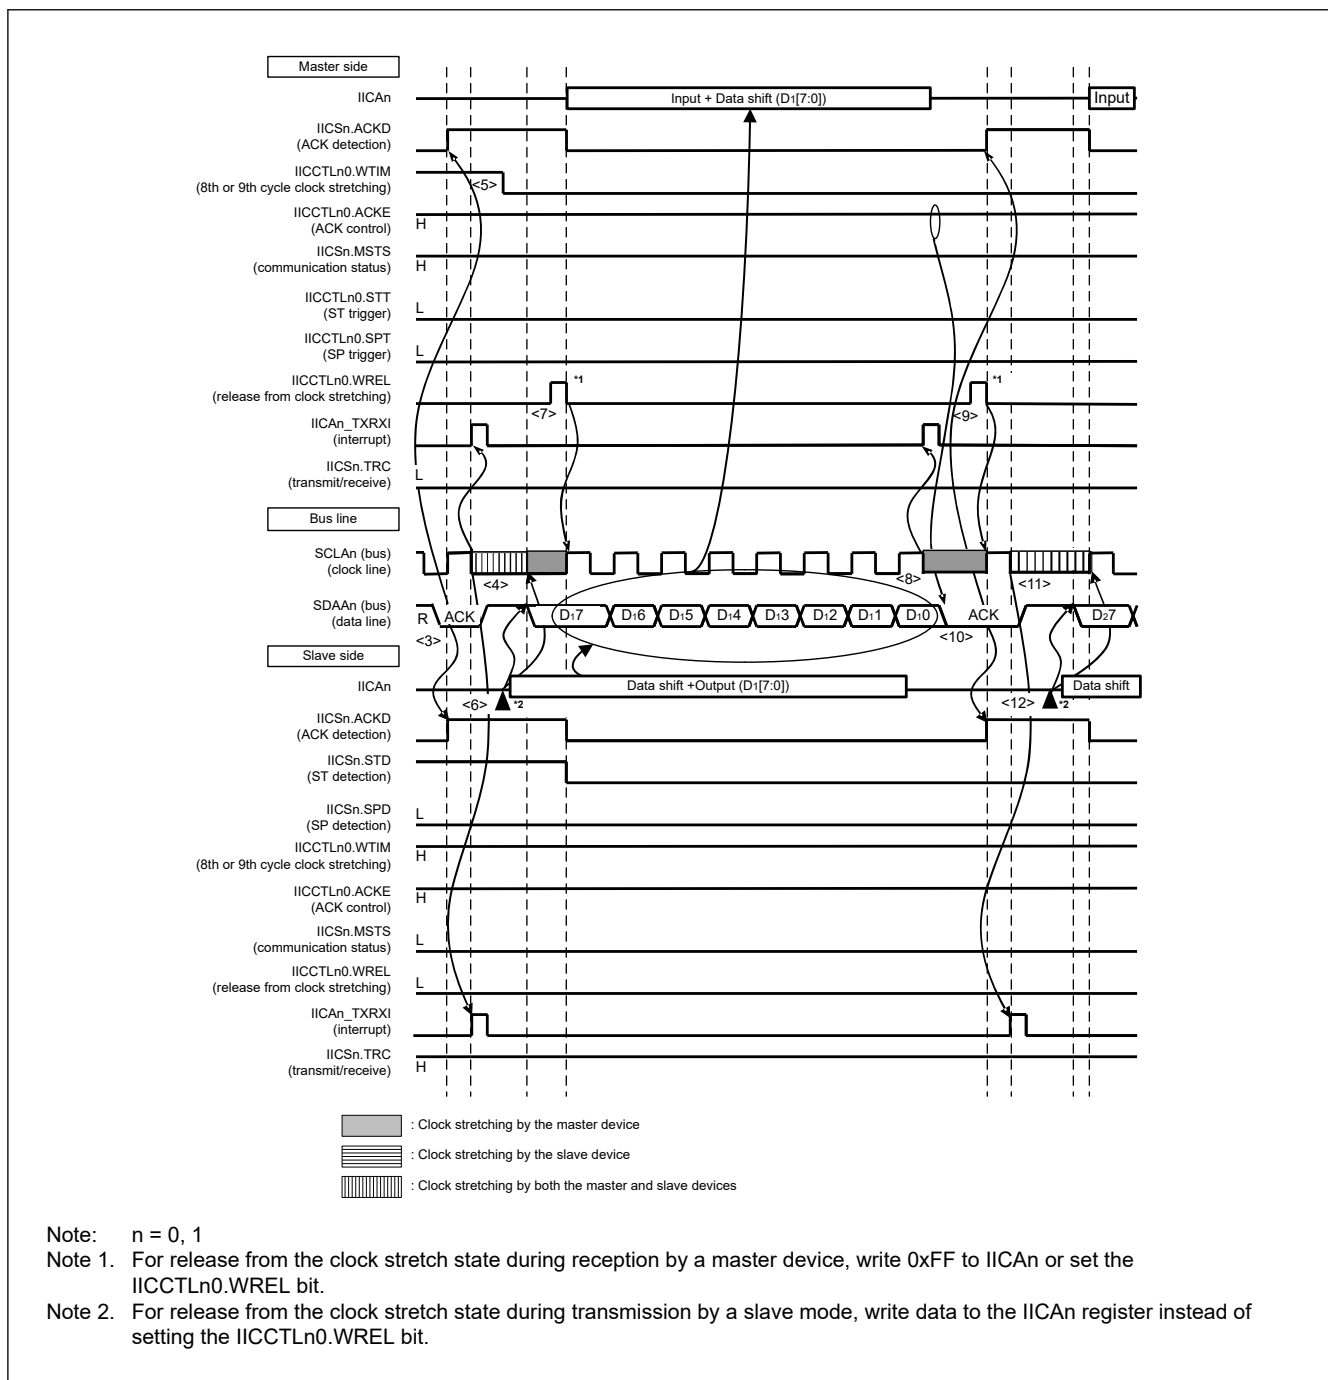 Master side
IICAn
Input + Data shift (D17:0])
Input
IICSn.ACKD
(ACK detection)
IICCTLn0.WTIM
(8th or 9th cycle clock stretching)
<5>
IICCTLn0.ACKE
(ACK control)
H
IICSn.MSTS
(communication status)
H
IICCTLn0.STT
(ST trigger)
L
IICCTLn0.SPT
(SP trigger)
L
IICCTLn0.WREL
(release from clock stretching)
*1
*1
<7>
<9>
IICAn_TXRXI
(interrupt)
IICSn.TRC
(transmit/receive)
L
Bus line
SCLAn (bus)
(clock line)
<4>
<8>
<11>
SDAAn (bus)
(data line)
R ACK D17 D16 D15 D14 D13 D12 D11 D10 ACK D27
<3>
<10>
Slave side
IICAn
Data shift +Output (D1[7:0])
Data shift
<6>
*2
<12>
*2
IICSn.ACKD
(ACK detection)
IICSn.STD
(ST detection)
IICSn.SPD
(SP detection)
L
IICCTLn0.WTIM
(8th or 9th cycle clock stretching)
H
IICCTLn0.ACKE
(ACK control)
H
IICSn.MSTS
(communication status)
L
IICCTLn0.WREL
(release from clock stretching)
L
IICAn_TXRXI
(interrupt)
IICSn.TRC
(transmit/receive)
H
: Clock stretching by the master device
: Clock stretching by the slave device
: Clock stretching by both the master and slave devices
Note: n = 0, 1
Note 1. For release from the clock stretch state during reception by a master device, write 0xFF to IICAn or set the
IICCTLn0.WREL bit.
Note 2. For release from the clock stretch state during transmission by a slave mode, write data to the IICAn register instead of
setting the IICCTLn0.WREL bit.